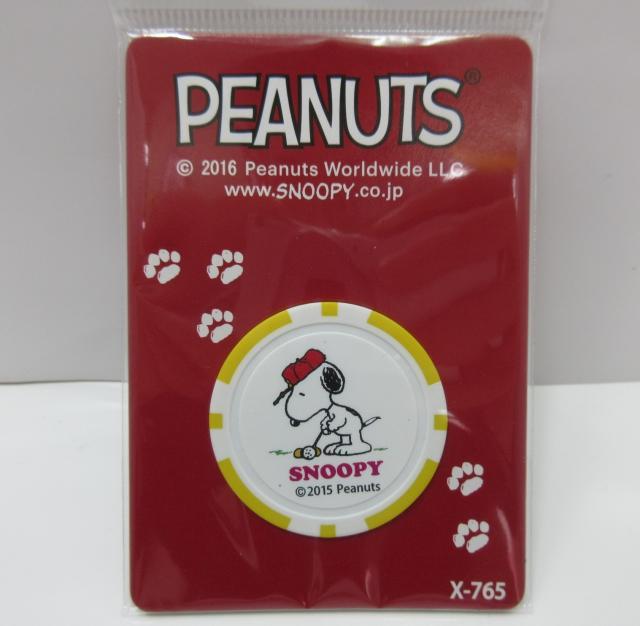 PEANUTS®
© 2016 Peanuts Worldwide LLC
www.SNOOPY.co.jp
SNOOPY
©2015 Peanuts
X-765